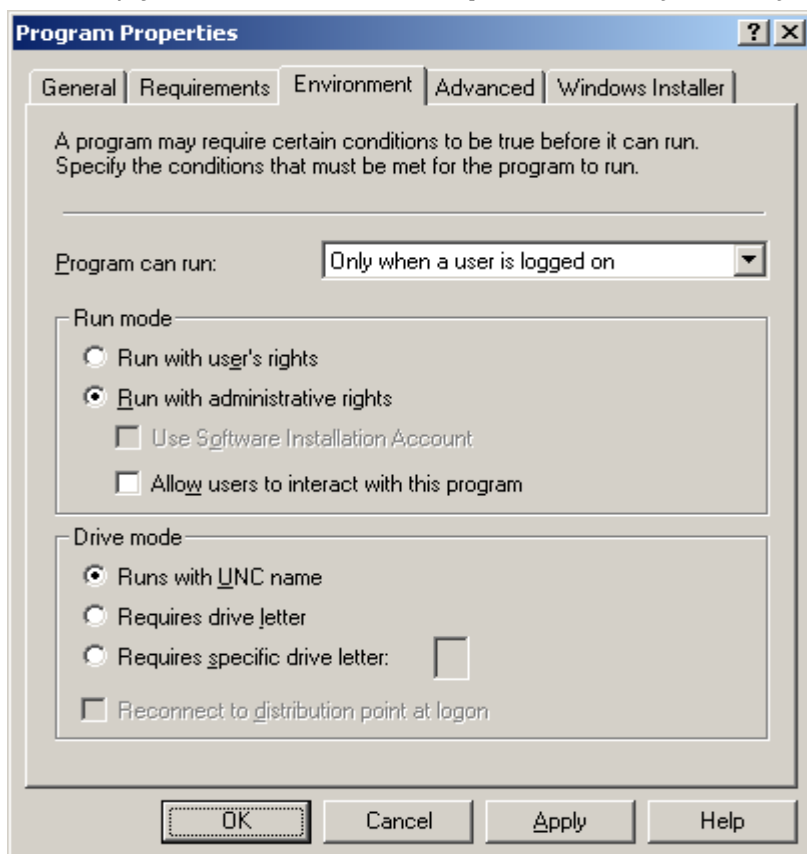 Program Properties
General Requirements Environment Advanced Windows Installer
A program may require certain conditions to be true before it can run.
Specify the conditions that must be met for the program to run.
Program can run: Only when a user is logged on
Run mode
Run with user's rights
Run with administrative rights
Use Software Installation Account
Allow users to interact with this program
Drive mode
Runs with UNC name
Requires drive letter
Requires specific drive letter:
Reconnect to distribution point at logon
OK Cancel Apply Help